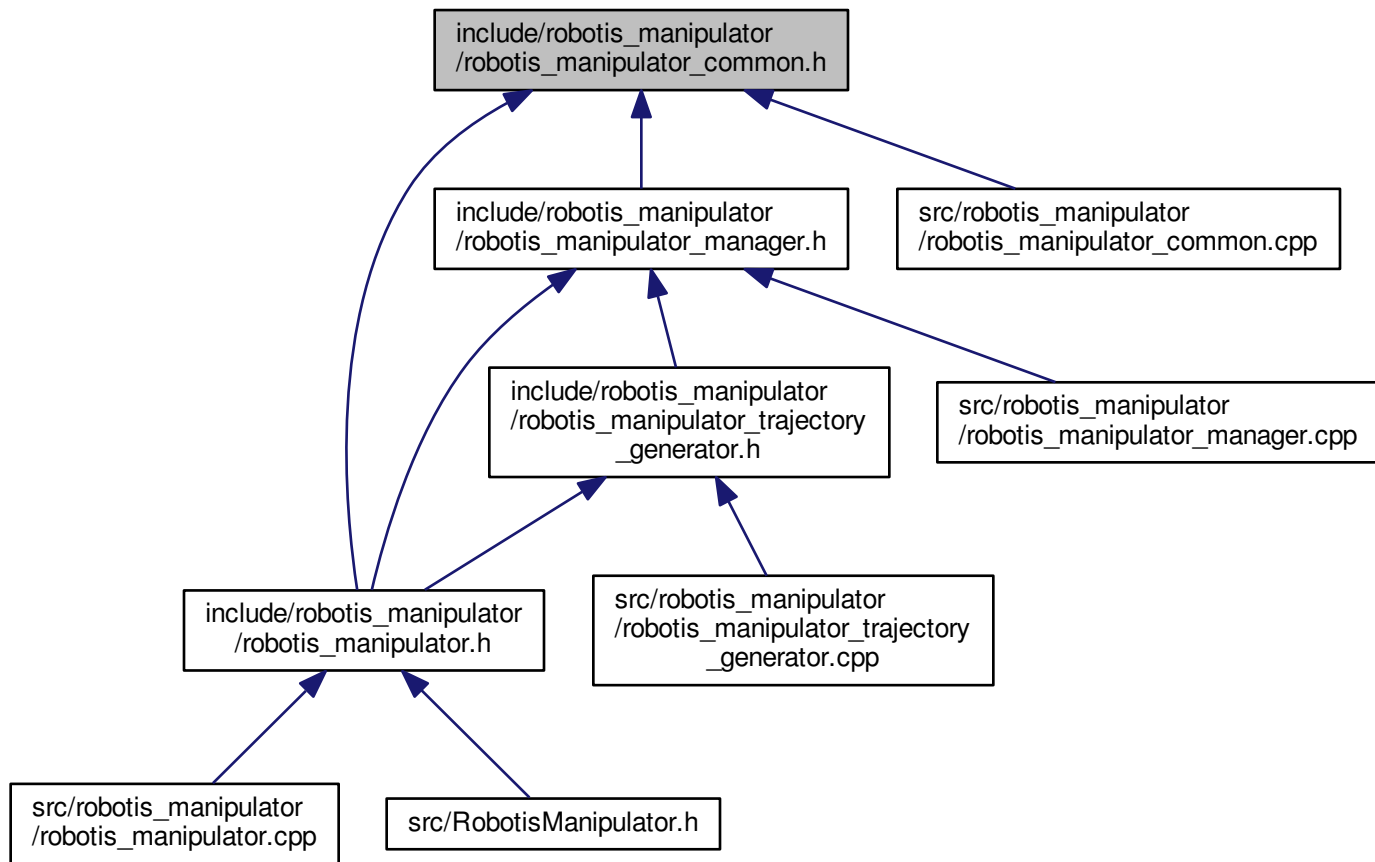 include/robotis_manipulator
/robotis_manipulator_common.h
include/robotis_manipulator
/robotis_manipulator_manager.h
src/robotis_manipulator
/robotis_manipulator_common.cpp
include/robotis_manipulator
/robotis_manipulator_trajectory
_generator.h
src/robotis_manipulator
/robotis_manipulator_manager.cpp
include/robotis_manipulator
/robotis_manipulator.h
src/robotis_manipulator
/robotis_manipulator_trajectory
_generator.cpp
src/robotis_manipulator
/robotis_manipulator.cpp
src/RobotisManipulator.h